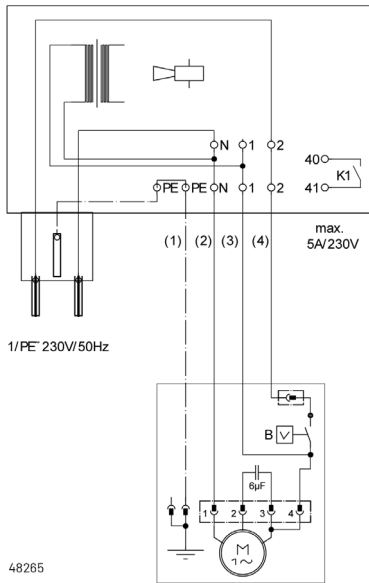 N 1 2
40
K1
PE PE N 1 2 41
(1) (2) (3) (4)
max.
5A/230V
1/PE~ 230V/50Hz
B
6µF
1 2 3 4
M
1~
48265